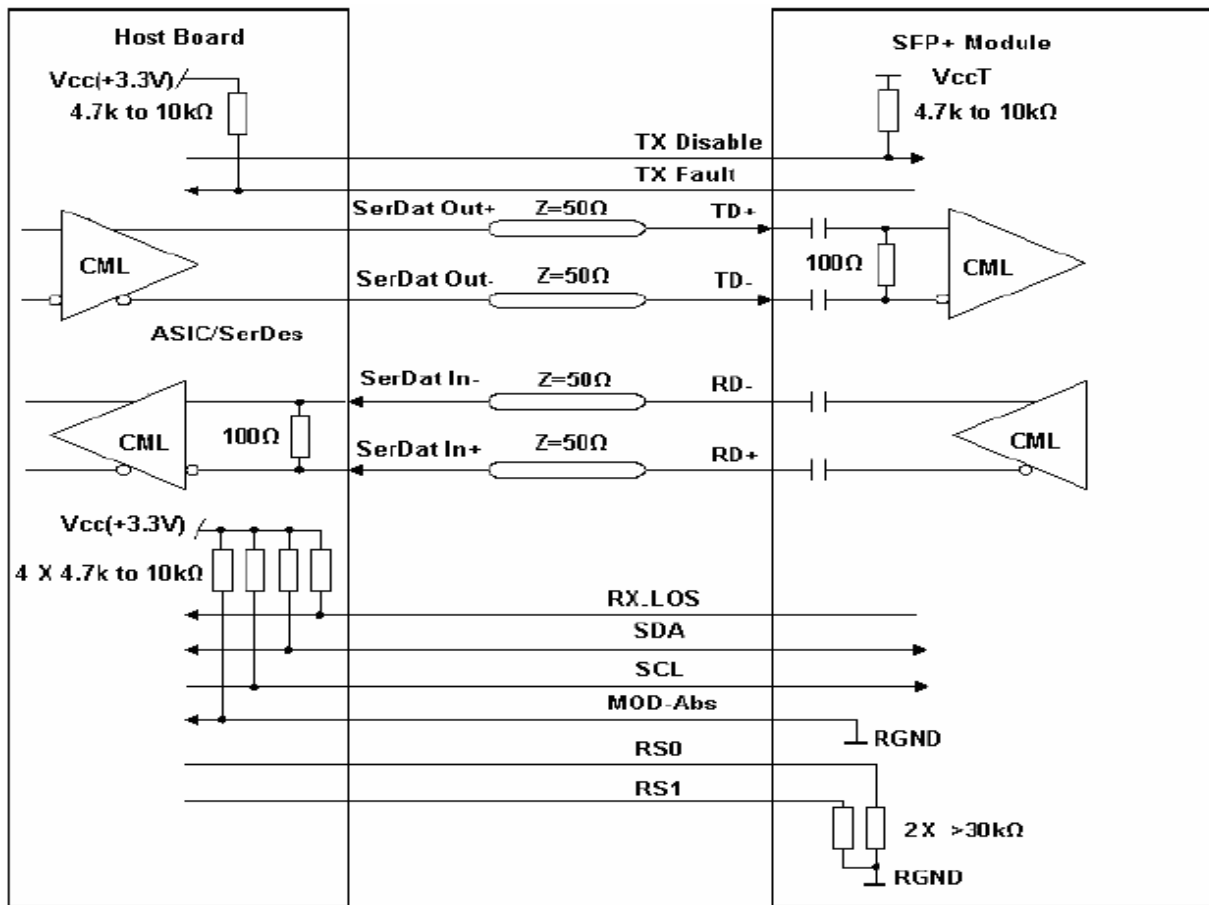 Host Board
SFP+ Module
Vcc(+3.3V)
4.7k to 10kΩ
VccT
4.7k to 10kΩ
TX Disable
TX Fault
SerDat Out+
Z=50Ω
TD+
CML
100Ω
CML
SerDat Out-
Z=50Ω
TD-
ASIC/SerDes
SerDat In-
Z=50Ω
RD-
CML
100Ω
SerDat In+
Z=50Ω
RD+
CML
Vcc(+3.3V)
4 X 4.7k to 10kΩ
RX_LOS
SDA
SCL
MOD-Abs
RGND
RS0
RS1
2X >30kΩ
RGND